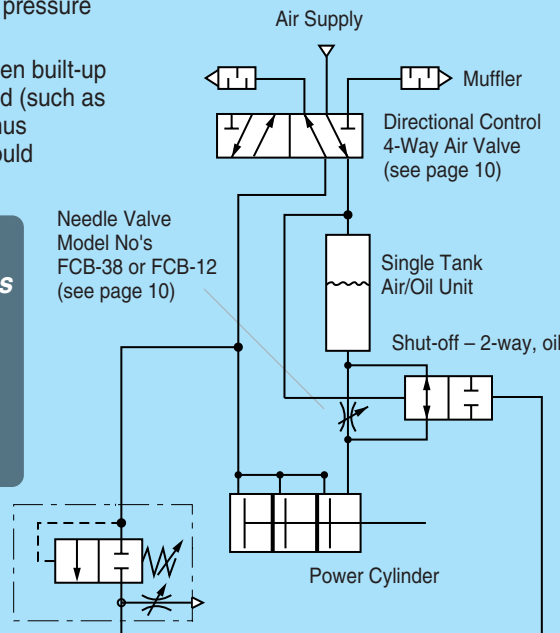 pressure
en built-up
d (such as
us
ould
s
Air Supply
Muffler
Directional Control
4-Way Air Valve
(see page 10)
Needle Valve
Model No's
FCB-38 or FCB-12
(see page 10)
Single Tank
Air/Oil Unit
Shut-off – 2-way, oil
Power Cylinder